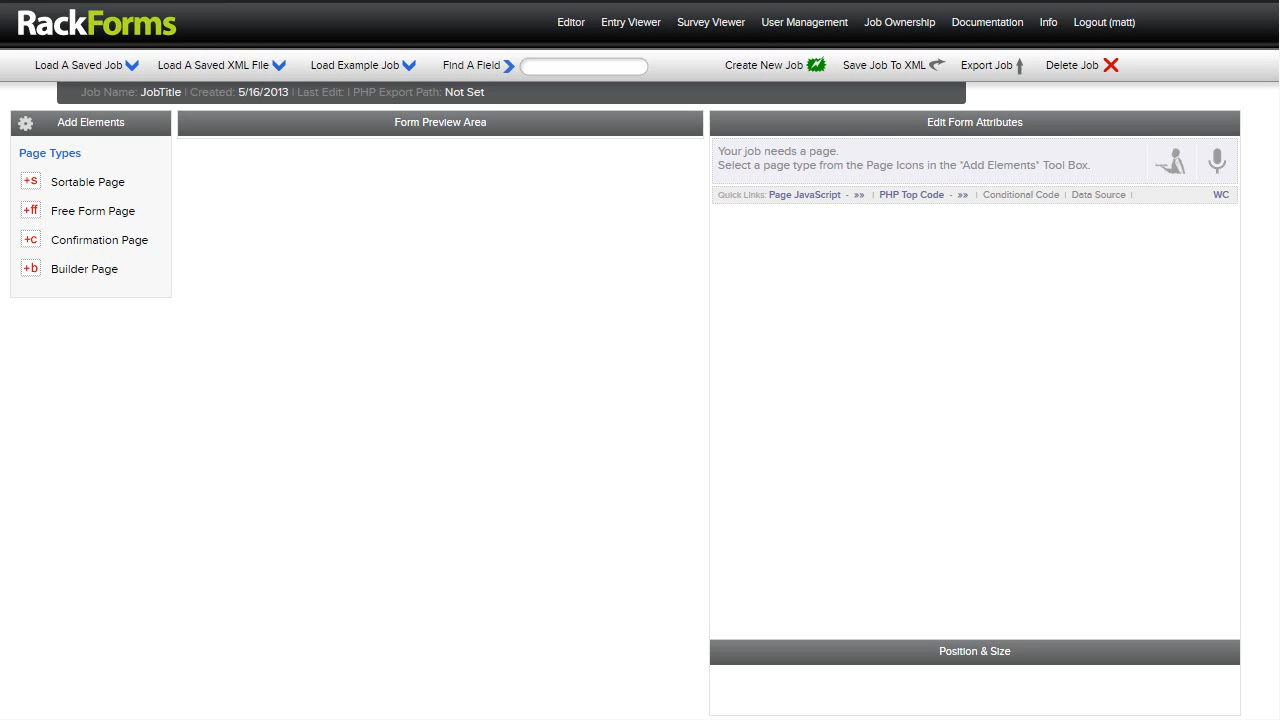 RackForms
Editor Entry Viewer Survey Viewer User Management Job Ownership Documentation Info Logout (matt)
Load A Saved Job Load A Saved XML File Load Example Job Find A Field Create New Job Save Job To XML Export Job Delete Job
Job Name: JobTitle | Created: 5/16/2013 | Last Edit: | PHP Export Path: Not Set
Add Elements
Page Types
+s Sortable Page
+ff Free Form Page
+c Confirmation Page
+b Builder Page
Form Preview Area
Edit Form Attributes
Your job needs a page.
Select a page type from the Page Icons in the "Add Elements" Tool Box.
Quick Links: Page JavaScript - »» | PHP Top Code - »» | Conditional Code | Data Source | WC
Position & Size